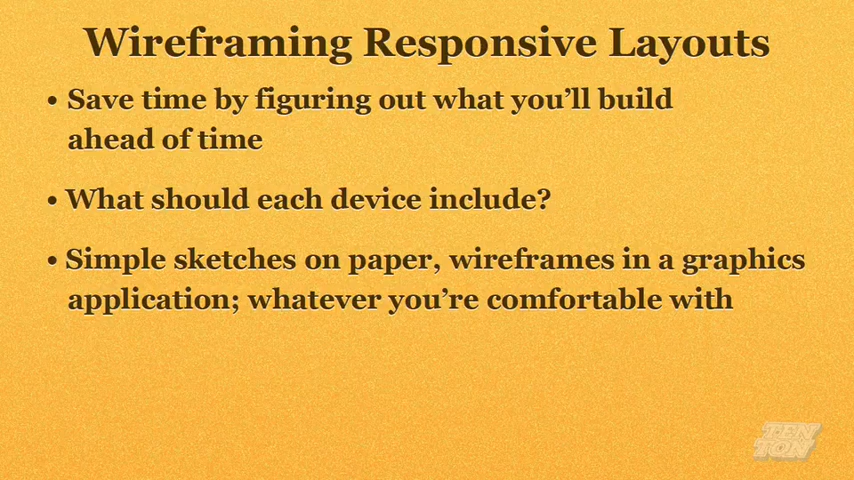 Wireframing Responsive Layouts
• Save time by figuring out what you'll build
ahead of time
• What should each device include?
• Simple sketches on paper, wireframes in a graphics
application; whatever you're comfortable with
TEN
TON